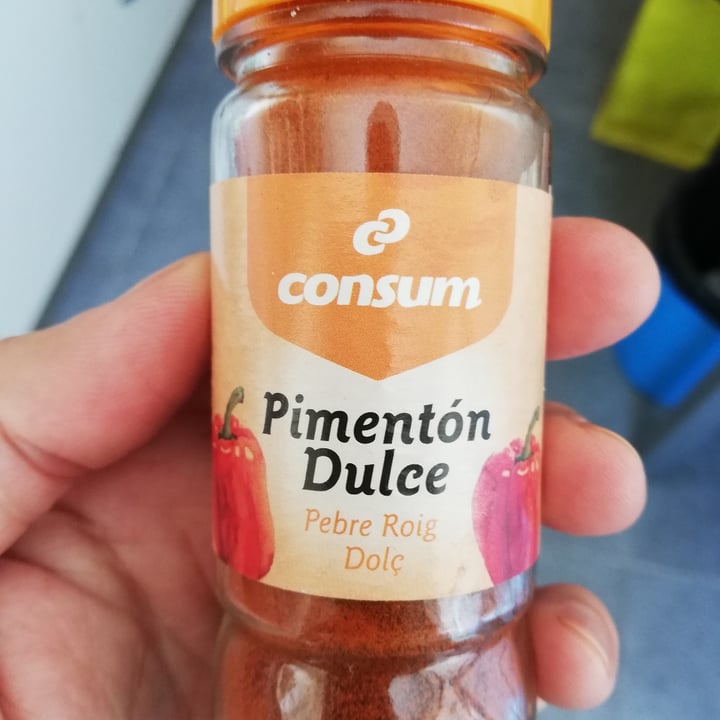 consum
Pimentón
Dulce
Pebre Roig
Dolç